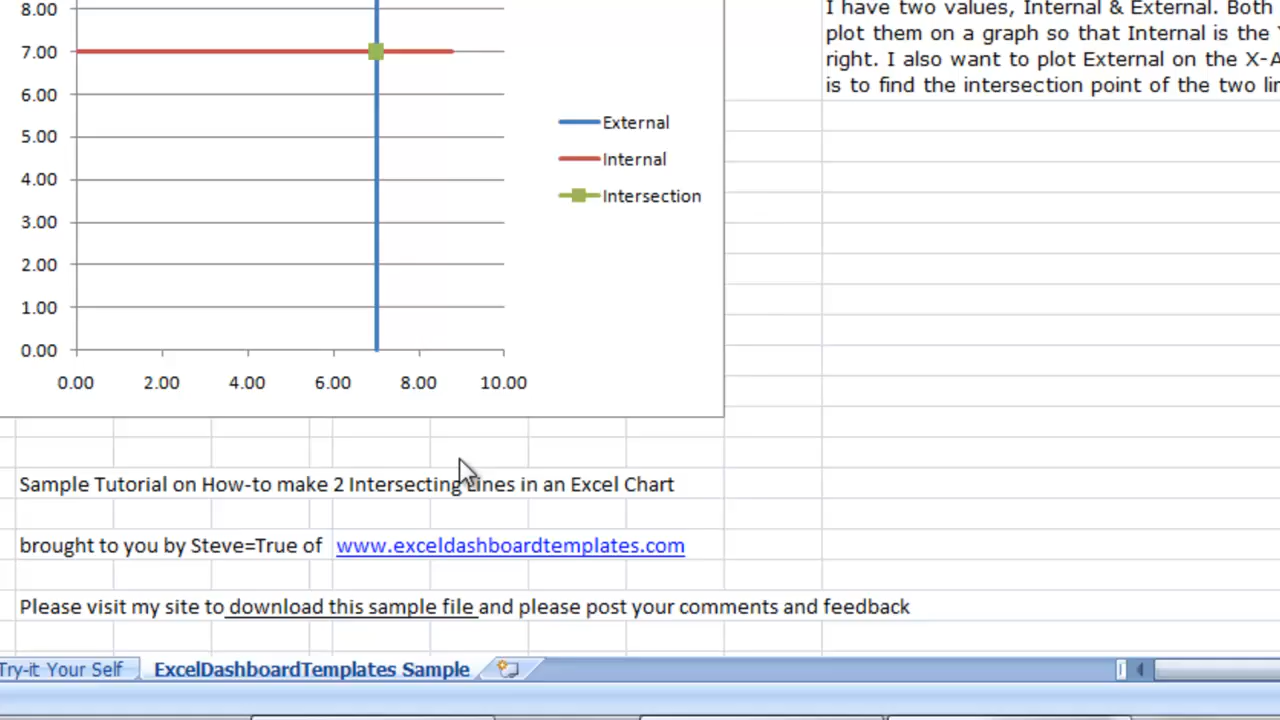 8.00
7.00
6.00
5.00
4.00
3.00
2.00
1.00
0.00
0.00 2.00 4.00 6.00 8.00 10.00
External
Internal
Intersection
I have two values, Internal & External. Both
plot them on a graph so that Internal is the
right. I also want to plot External on the X-A
is to find the intersection point of the two
Sample Tutorial on How-to make 2 Intersecting Lines in an Excel Chart
brought to you by Steve=True of www.exceldashboardtemplates.com
Please visit my site to download this sample file and please post your comments and feedback
Try-it Your Self ExcelDashboardTemplates Sample